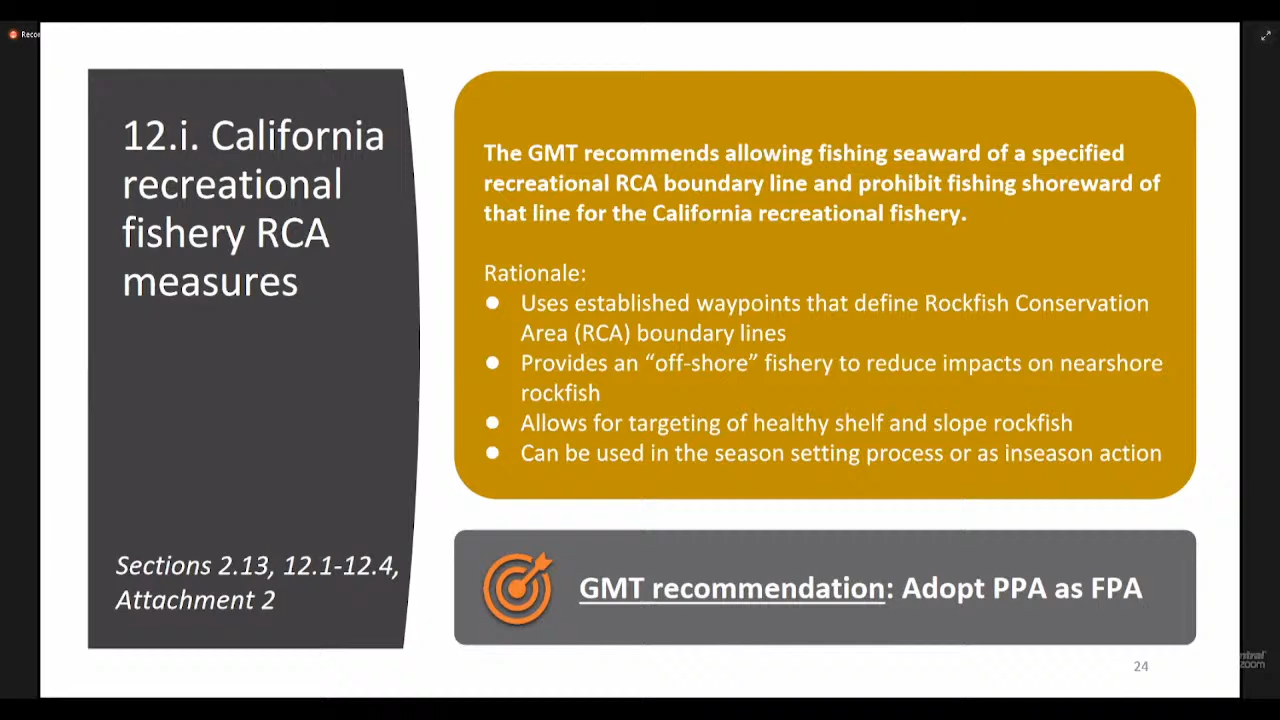 12.i. California
recreational
fishery RCA
measures
Sections 2.13, 12.1-12.4,
Attachment 2
The GMT recommends allowing fishing seaward of a specified
recreational RCA boundary line and prohibit fishing shoreward of
that line for the California recreational fishery.
Rationale:
● Uses established waypoints that define Rockfish Conservation
Area (RCA) boundary lines
● Provides an “off-shore” fishery to reduce impacts on nearshore
rockfish
● Allows for targeting of healthy shelf and slope rockfish
● Can be used in the season setting process or as inseason action
GMT recommendation: Adopt PPA as FPA
24
zoom